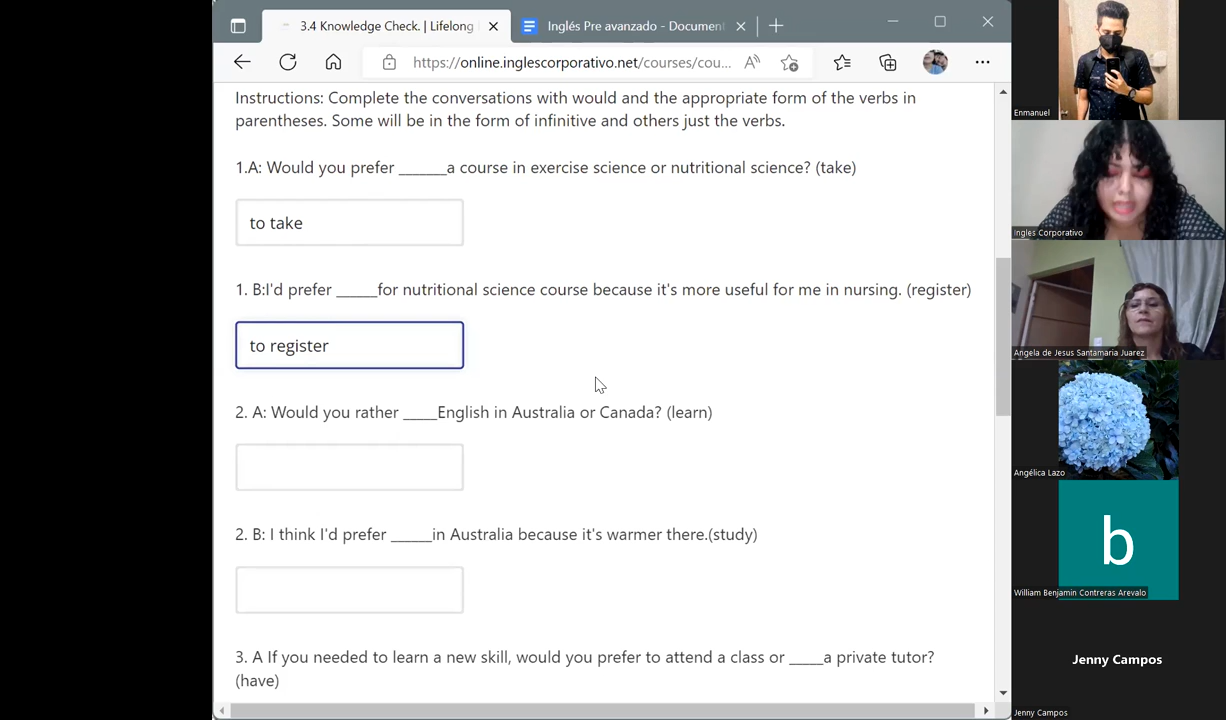 3.4 Knowledge Check. | Lifelong
Inglés Pre avanzado - Documen
https://online.inglescorporativo.net/courses/cou...
Instructions: Complete the conversations with would and the appropriate form of the verbs in
parentheses. Some will be in the form of infinitive and others just the verbs.
1.A: Would you prefer ______a course in exercise science or nutritional science? (take)
to take
1. B:I'd prefer _____for nutritional science course because it's more useful for me in nursing. (register)
to register
2. A: Would you rather ____English in Australia or Canada? (learn)
2. B: I think I'd prefer _____in Australia because it's warmer there.(study)
3. A If you needed to learn a new skill, would you prefer to attend a class or ____a private tutor?
(have)
Enmanuel
Ingles Corporativo
Angela de Jesus Santamaria Juarez
Angélica Lazo
b
William Benjamin Contreras Arevalo
Jenny Campos
Jenny Campos